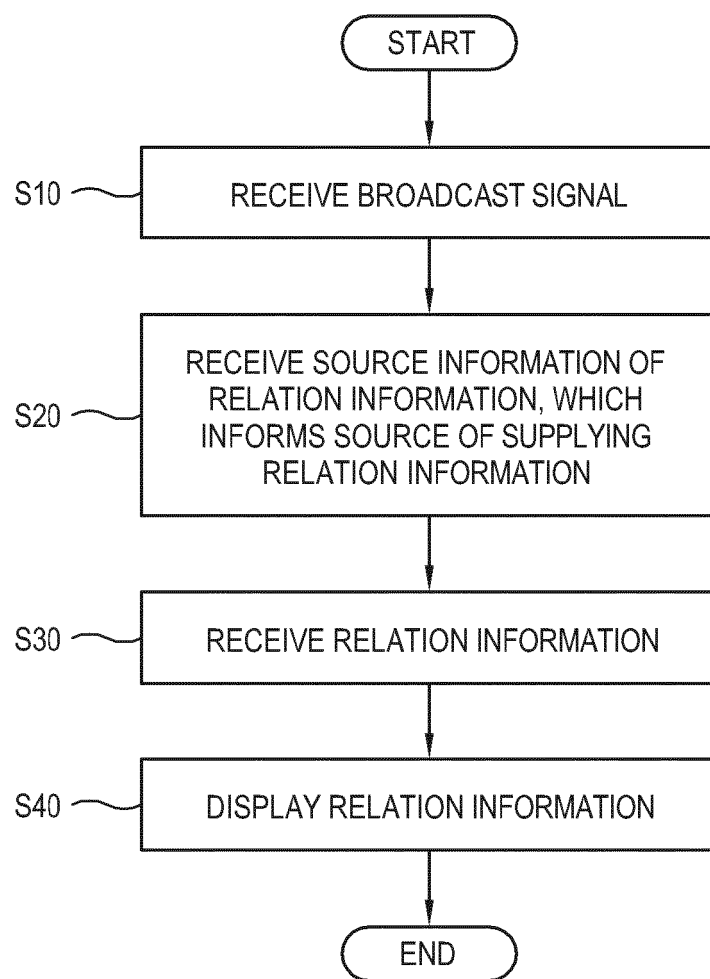 START
S10
RECEIVE BROADCAST SIGNAL
S20
RECEIVE SOURCE INFORMATION OF
RELATION INFORMATION, WHICH
INFORMS SOURCE OF SUPPLYING
RELATION INFORMATION
S30
RECEIVE RELATION INFORMATION
S40
DISPLAY RELATION INFORMATION
END